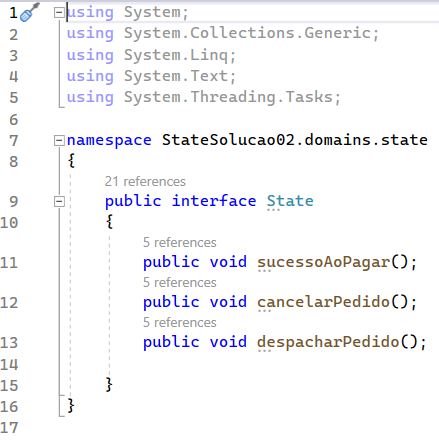 1 using System;
2 using System.Collections.Generic;
3 using System.Linq;
4 using System.Text;
5 using System.Threading.Tasks;
6
7 namespace StateSolucao02.domains.state
8 {
21 references
9 public interface State
10 {
5 references
11 public void sucessoAoPagar();
5 references
12 public void cancelarPedido();
5 references
13 public void despacharPedido();
14
15 }
16 }
17